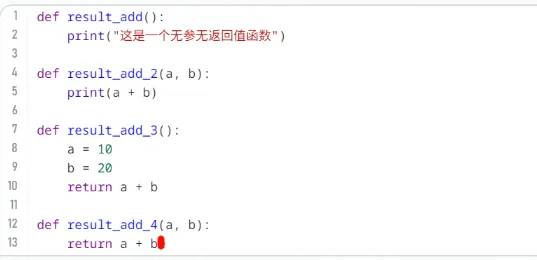 1 def result_add():
2     print("这是一个无参无返回值函数")
3
4 def result_add_2(a, b):
5     print(a + b)
6
7 def result_add_3():
8     a = 10
9     b = 20
10     return a + b
11
12 def result_add_4(a, b):
13     return a + b